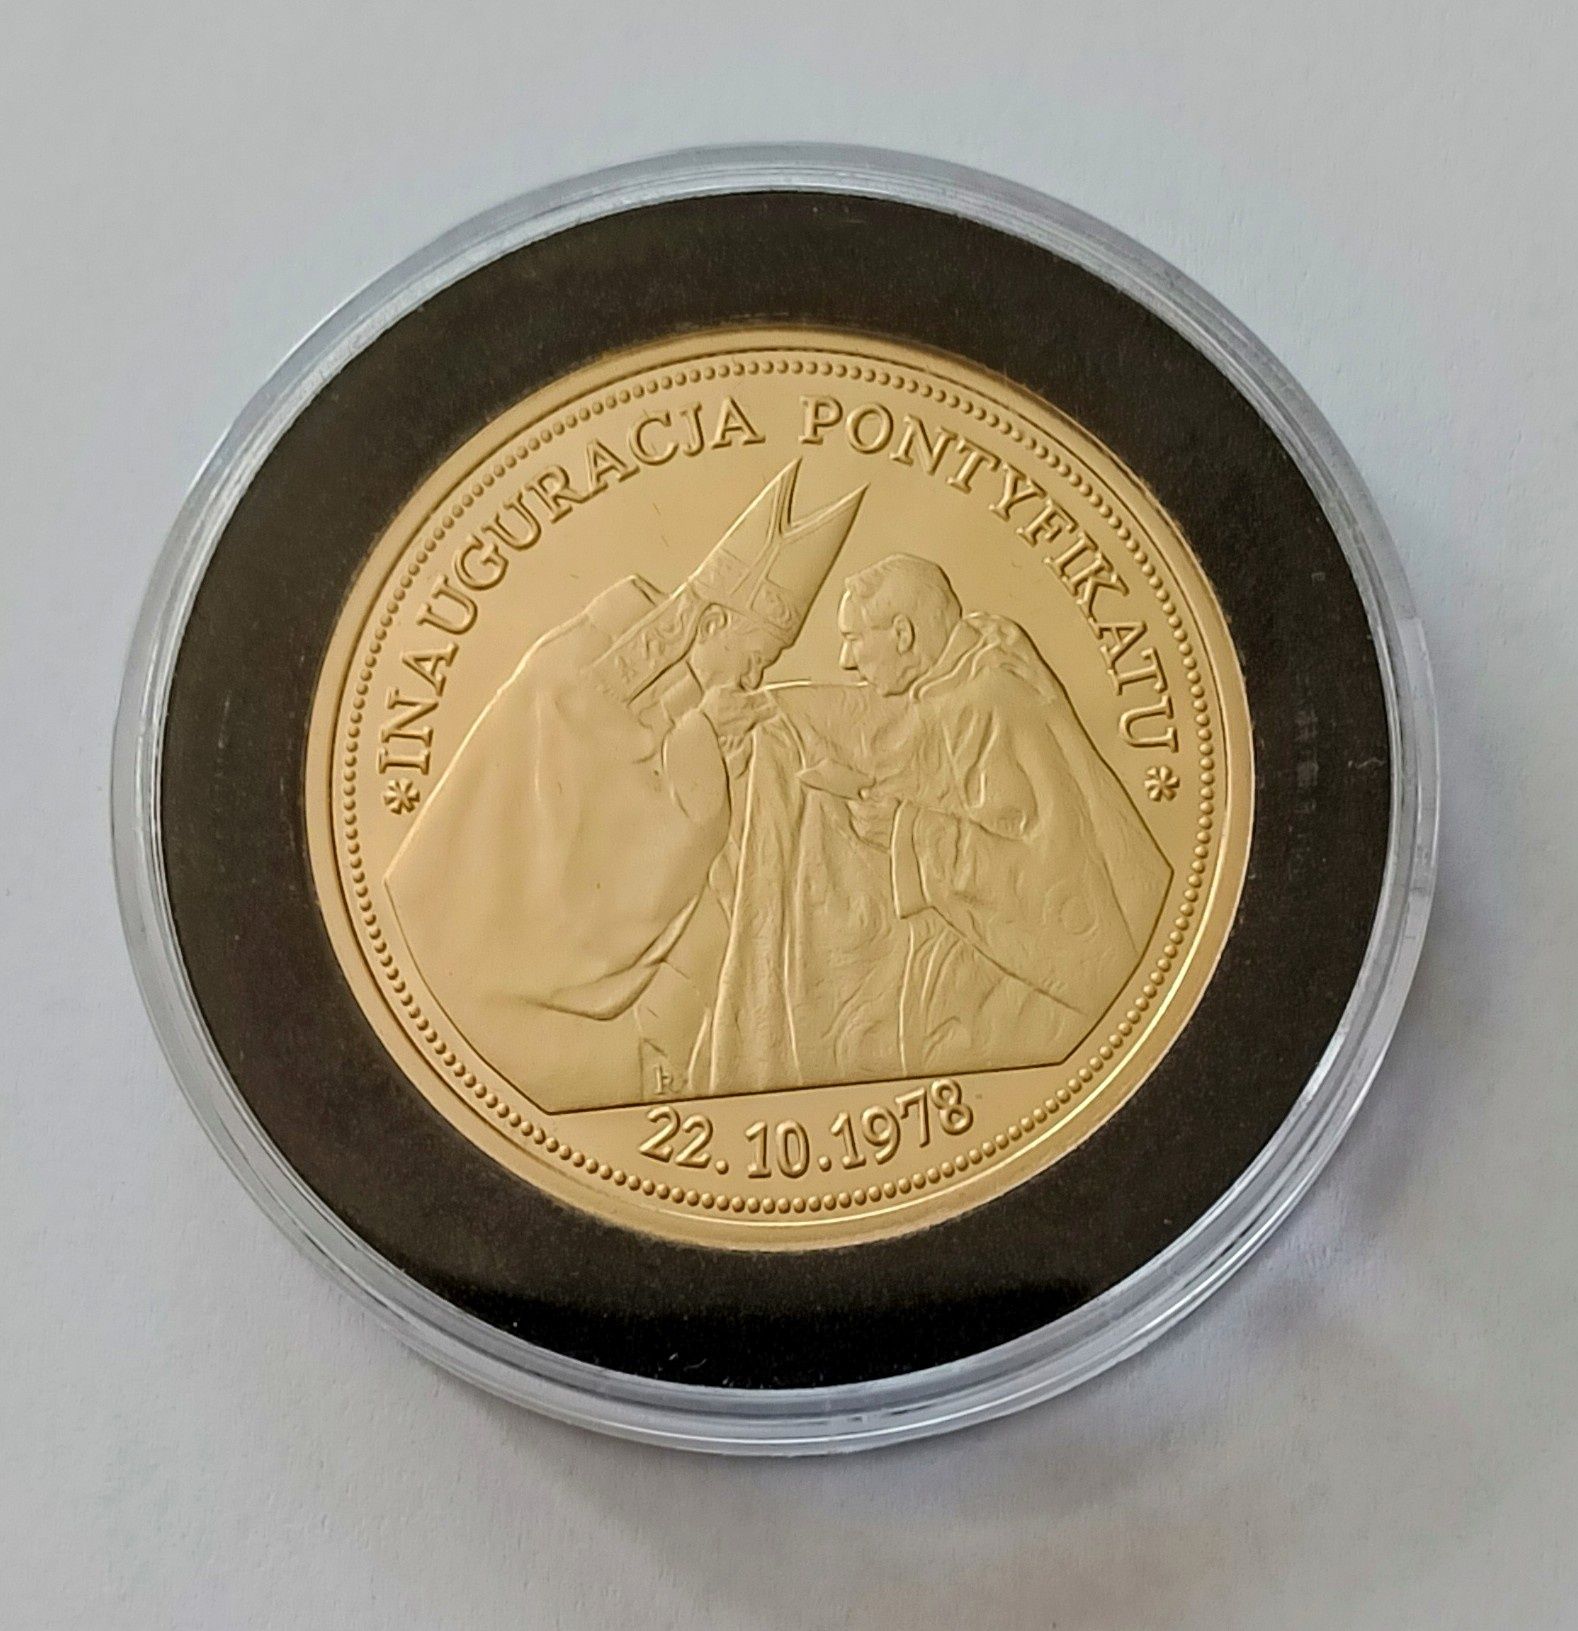 *INAUGURACJA PONTYFIKATU*
22.10.1978